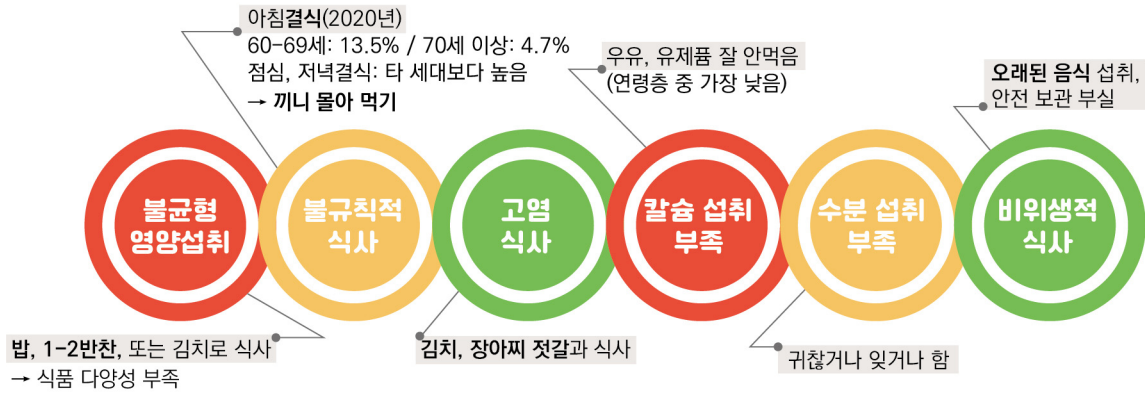 아침결식(2020년)
60-69세: 13.5% / 70세 이상: 4.7%
점심, 저녁결식: 타 세대보다 높음
→ 끼니 몰아 먹기
우유, 유제품 잘 안먹음
(연령층 중 가장 낮음)
오래된 음식 섭취,
안전 보관 부실
불균형
영양섭취
불규칙적
식사
고염
식사
칼슘 섭취
부족
수분 섭취
부족
비위생적
식사
밥, 1-2반찬, 또는 김치로 식사
→ 식품 다양성 부족
김치, 장아찌 젓갈과 식사
귀찮거나 잊거나 함